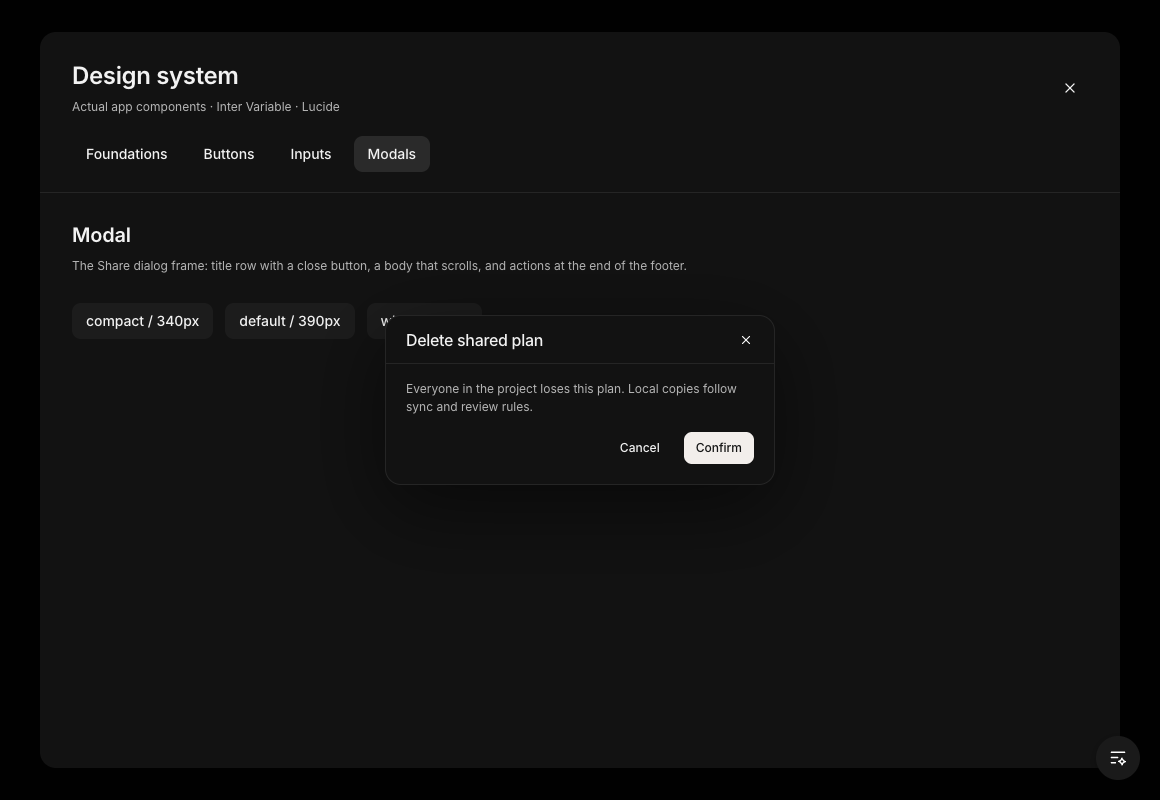 Design system
Actual app components · Inter Variable · Lucide
Foundations
Buttons
Inputs
Modals
Modal
The Share dialog frame: title row with a close button, a body that scrolls, and actions at the end of the footer.
compact / 340px
default / 390px
Delete shared plan
Everyone in the project loses this plan. Local copies follow
sync and review rules.
Cancel
Confirm